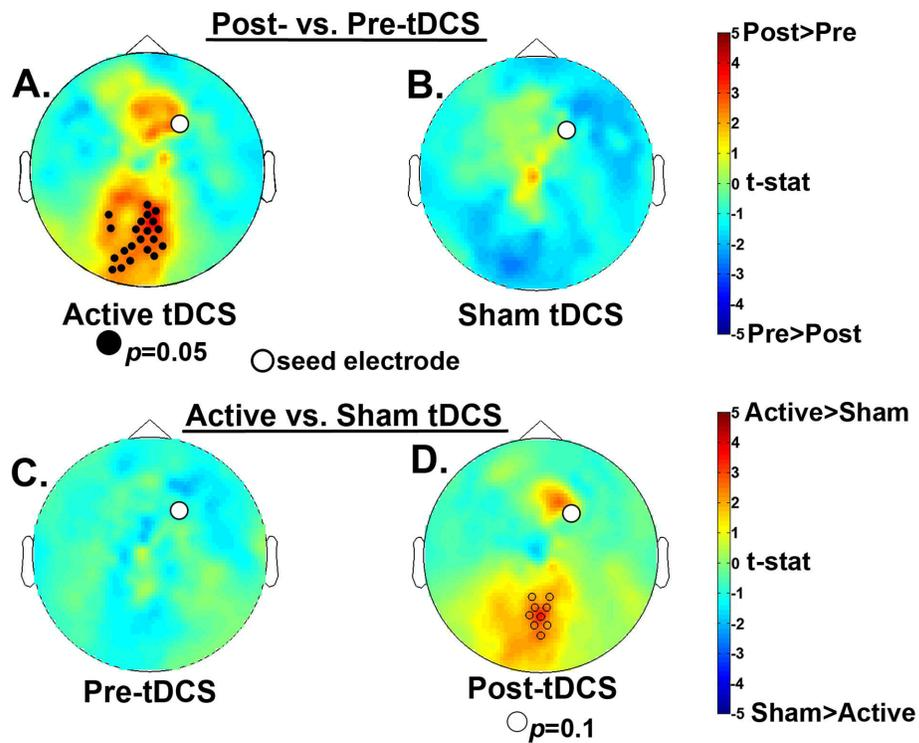 Post- vs. Pre-tDCS
A.
B.
5 Post>Pre
4
3
2
1
0 t-stat
-1
-2
-3
-4
-5 Pre>Post
Active tDCS
Sham tDCS
p=0.05
seed electrode
Active vs. Sham tDCS
C.
D.
5 Active>Sham
4
3
2
1
0 t-stat
-1
-2
-3
-4
-5 Sham>Active
Pre-tDCS
Post-tDCS
p=0.1